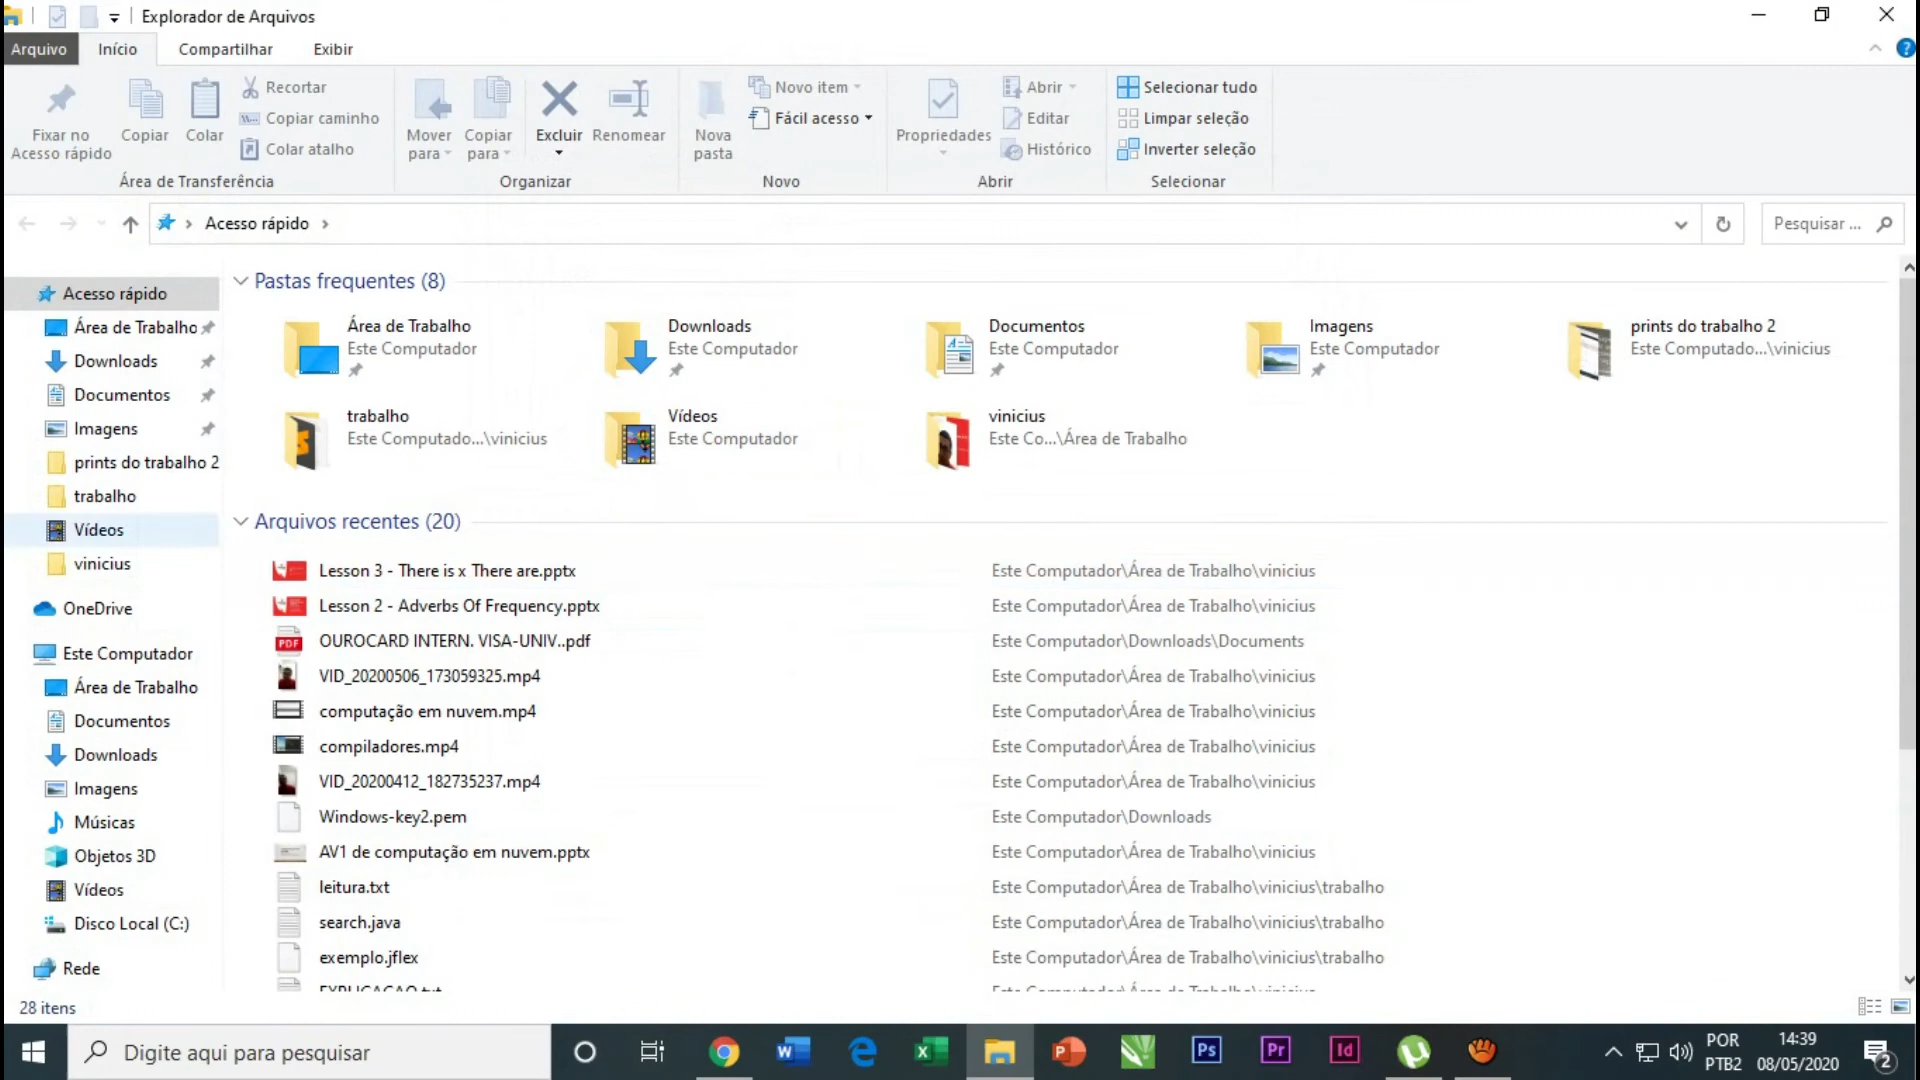 Explorador de Arquivos
Arquivo Início Compartilhar Exibir
Fixar no Acesso rápido
Copiar
Colar
Recortar
Copiar caminho
Colar atalho
Área de Transferência
Mover para
Copiar para
Excluir
Renomear
Organizar
Nova pasta
Novo item
Fácil acesso
Novo
Propriedades
Abrir
Editar
Histórico
Abrir
Selecionar tudo
Limpar seleção
Inverter seleção
Selecionar
Acesso rápido
Pesquisar ...
Acesso rápido
Área de Trabalho
Downloads
Documentos
Imagens
prints do trabalho 2
trabalho
Vídeos
vinicius
OneDrive
Este Computador
Área de Trabalho
Documentos
Downloads
Imagens
Músicas
Objetos 3D
Vídeos
Disco Local (C:)
Rede
Pastas frequentes (8)
Área de Trabalho
Este Computador
Downloads
Este Computador
Documentos
Este Computador
Imagens
Este Computador
prints do trabalho 2
Este Computado...\vinicius
trabalho
Este Computado...\vinicius
Vídeos
Este Computador
vinicius
Este Co...\Área de Trabalho
Arquivos recentes (20)
Lesson 3 - There is x There are.pptx Este Computador\Área de Trabalho\vinicius
Lesson 2 - Adverbs Of Frequency.pptx Este Computador\Área de Trabalho\vinicius
PDF OUROCARD INTERN. VISA-UNIV..pdf Este Computador\Downloads\Documents
VID_20200506_173059325.mp4 Este Computador\Área de Trabalho\vinicius
computação em nuvem.mp4 Este Computador\Área de Trabalho\vinicius
compiladores.mp4 Este Computador\Área de Trabalho\vinicius
VID_20200412_182735237.mp4 Este Computador\Área de Trabalho\vinicius
Windows-key2.pem Este Computador\Downloads
AV1 de computação em nuvem.pptx Este Computador\Área de Trabalho\vinicius
leitura.txt Este Computador\Área de Trabalho\vinicius\trabalho
search.java Este Computador\Área de Trabalho\vinicius\trabalho
exemplo.jflex Este Computador\Área de Trabalho\vinicius\trabalho
28 itens
Digite aqui para pesquisar
Ps Pr Id
POR 14:39
PTB2 08/05/2020
2